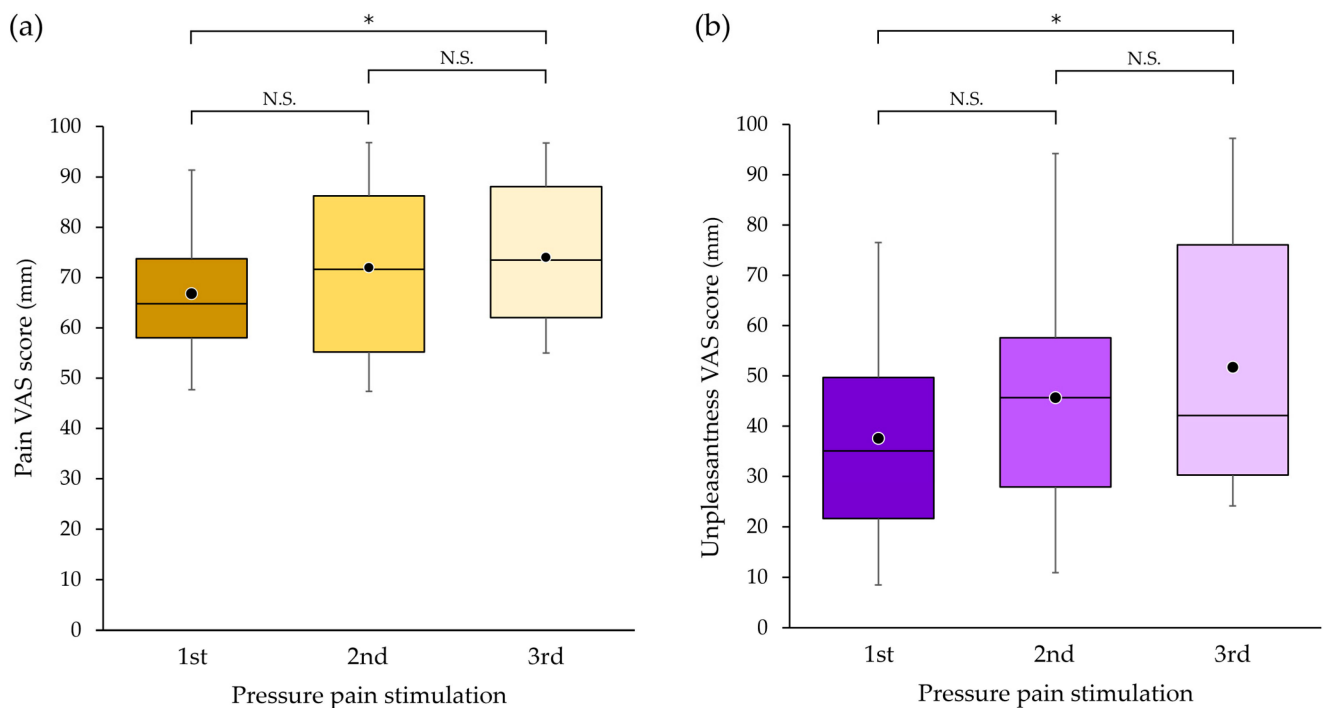 (a)
*
N.S.
N.S.
Pain VAS score (mm)
100
90
80
70
60
50
40
30
20
10
0
1st 2nd 3rd
Pressure pain stimulation
(b)
*
N.S.
N.S.
Unpleasantness VAS score (mm)
100
90
80
70
60
50
40
30
20
10
0
1st 2nd 3rd
Pressure pain stimulation